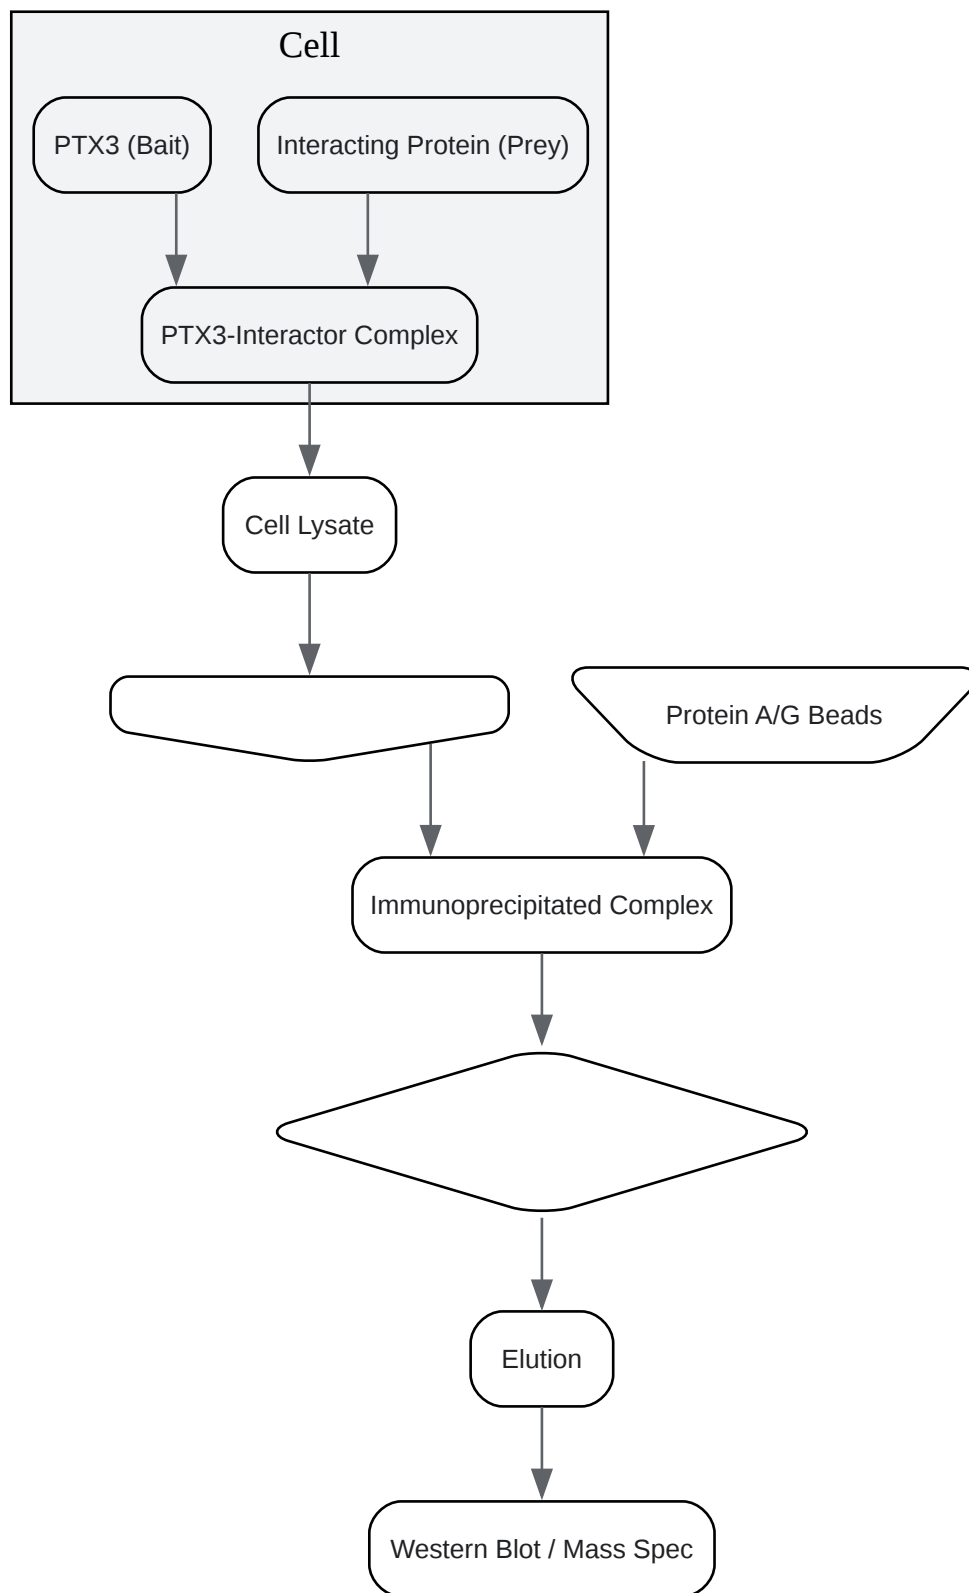 Cell
PTX3 (Bait)
Interacting Protein (Prey)
PTX3-Interactor Complex
Cell Lysate
Protein A/G Beads
Immunoprecipitated Complex
Elution
Western Blot / Mass Spec